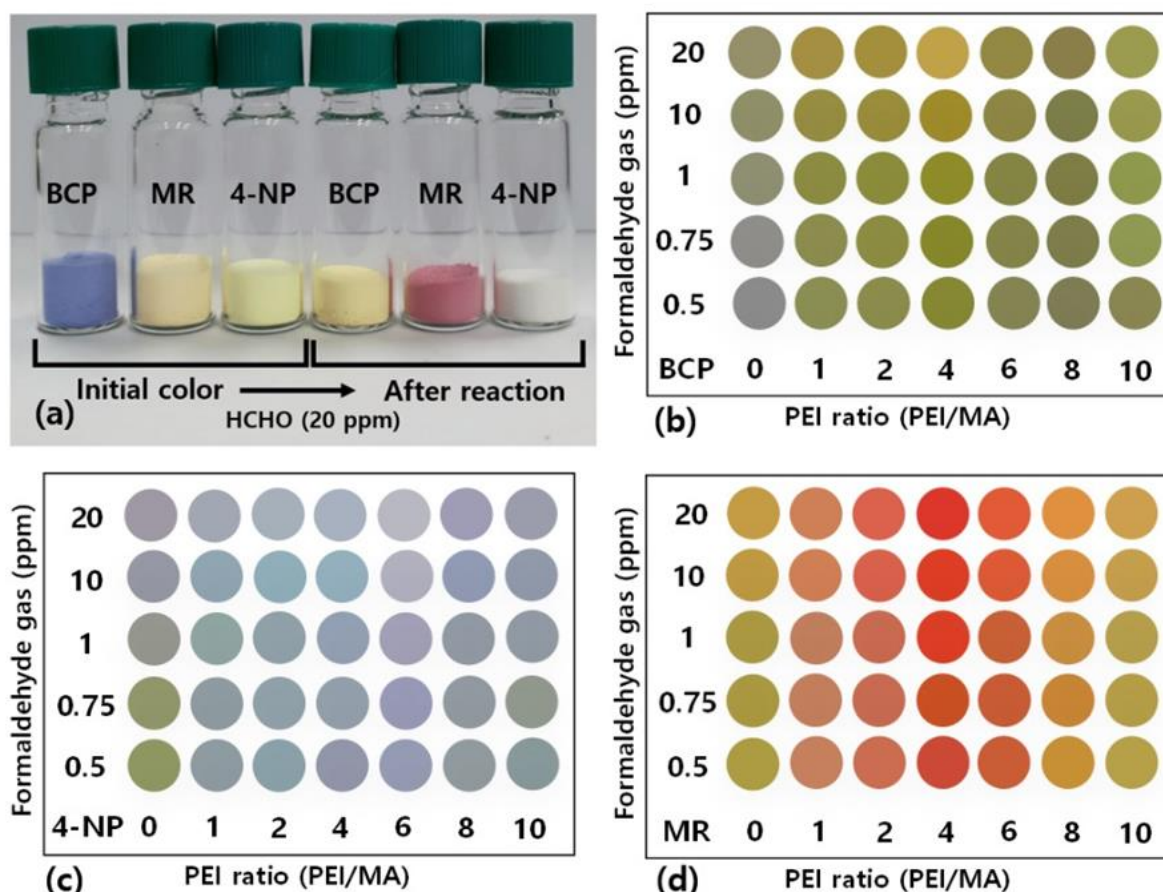 BCP MR 4-NP BCP MR 4-NP
Initial color After reaction
HCHO (20 ppm)
(a)
Formaldehyde gas (ppm)
20
10
1
0.75
0.5
BCP 0 1 2 4 6 8 10
(b)
PEI ratio (PEI/MA)
Formaldehyde gas (ppm)
20
10
1
0.75
0.5
4-NP 0 1 2 4 6 8 10
(c)
PEI ratio (PEI/MA)
Formaldehyde gas (ppm)
20
10
1
0.75
0.5
MR 0 1 2 4 6 8 10
(d)
PEI ratio (PEI/MA)